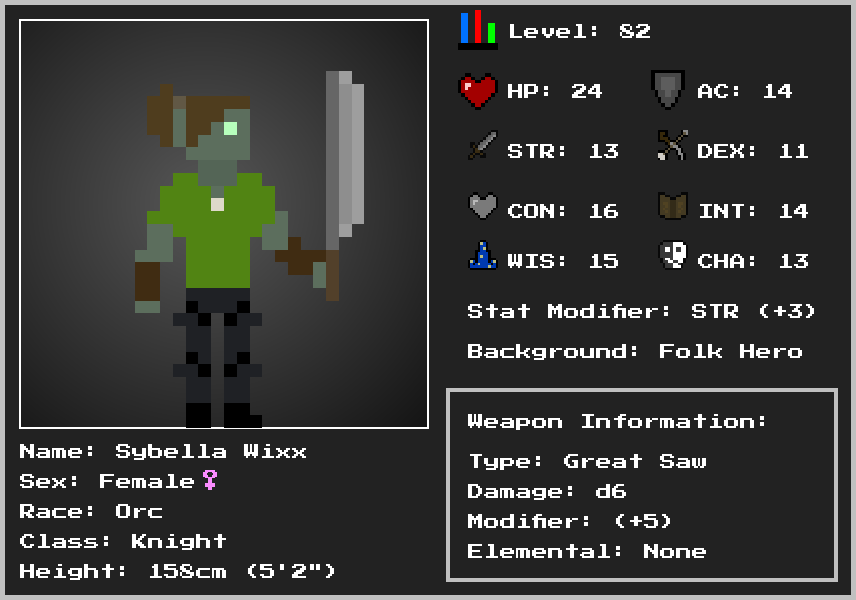 Level: 82
HP: 24
AC: 14
STR: 13
DEX: 11
CON: 16
INT: 14
WIS: 15
CHA: 13
Stat Modifier: STR (+3)
Background: Folk Hero
Weapon Information:
Type: Great Saw
Damage: d6
Modifier: (+5)
Elemental: None
Name: Sybella Wixx
Sex: Female♀
Race: Orc
Class: Knight
Height: 158cm (5'2")